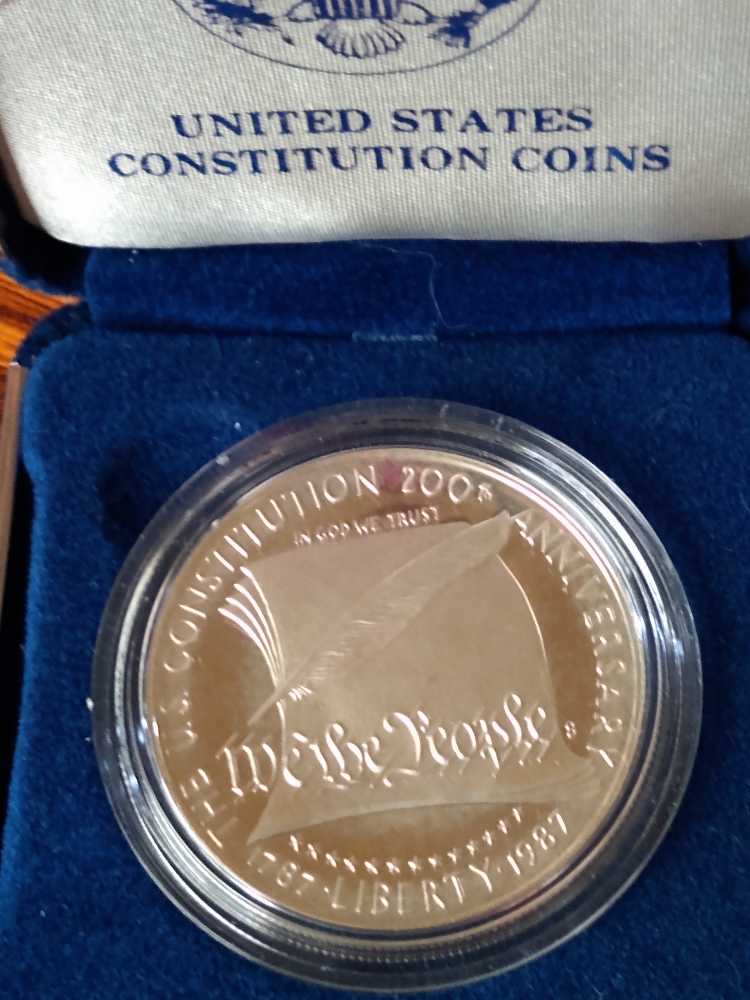 UNITED STATES
CONSTITUTION COINS
THE U.S. CONSTITUTION 200th ANNIVERSARY
IN GOD WE TRUST
We the People
S
1787 · LIBERTY · 1987